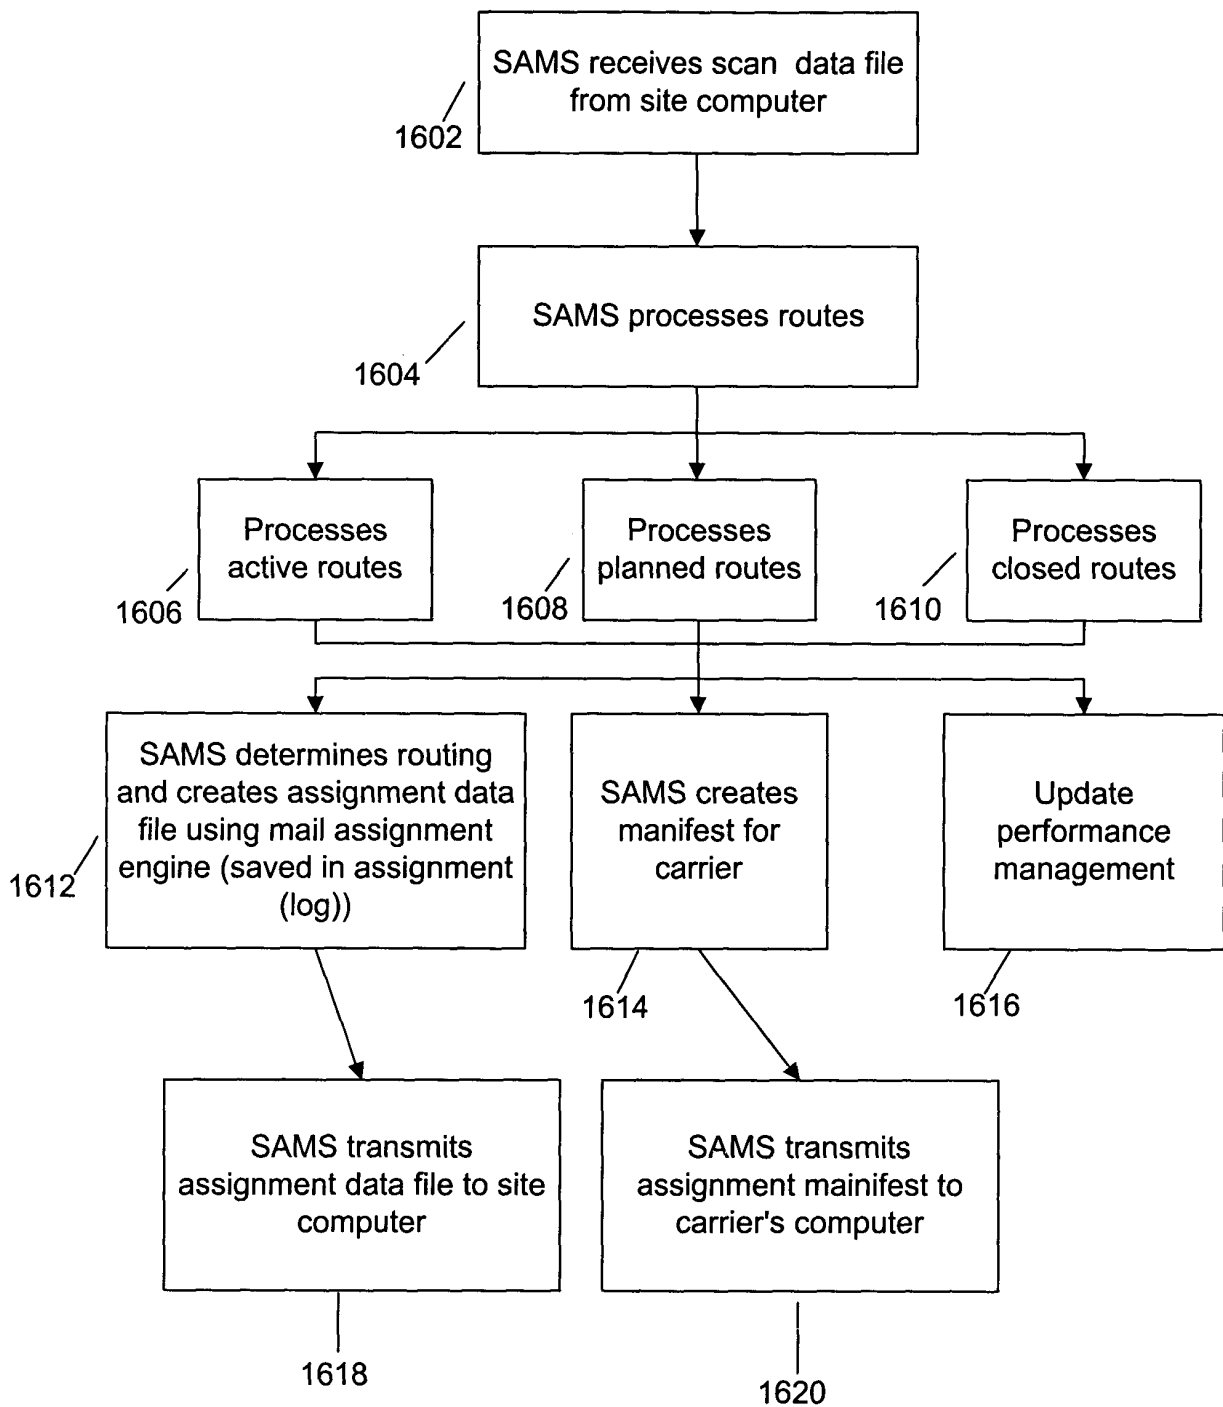 SAMS receives scan data file
from site computer
1602
SAMS processes routes
1604
Processes
active routes
1606
Processes
planned routes
1608
Processes
closed routes
1610
SAMS determines routing
and creates assignment data
file using mail assignment
engine (saved in assignment
(log))
1612
SAMS creates
manifest for
carrier
1614
Update
performance
management
1616
SAMS transmits
assignment data file to site
computer
1618
SAMS transmits
assignment mainifest to
carrier's computer
1620